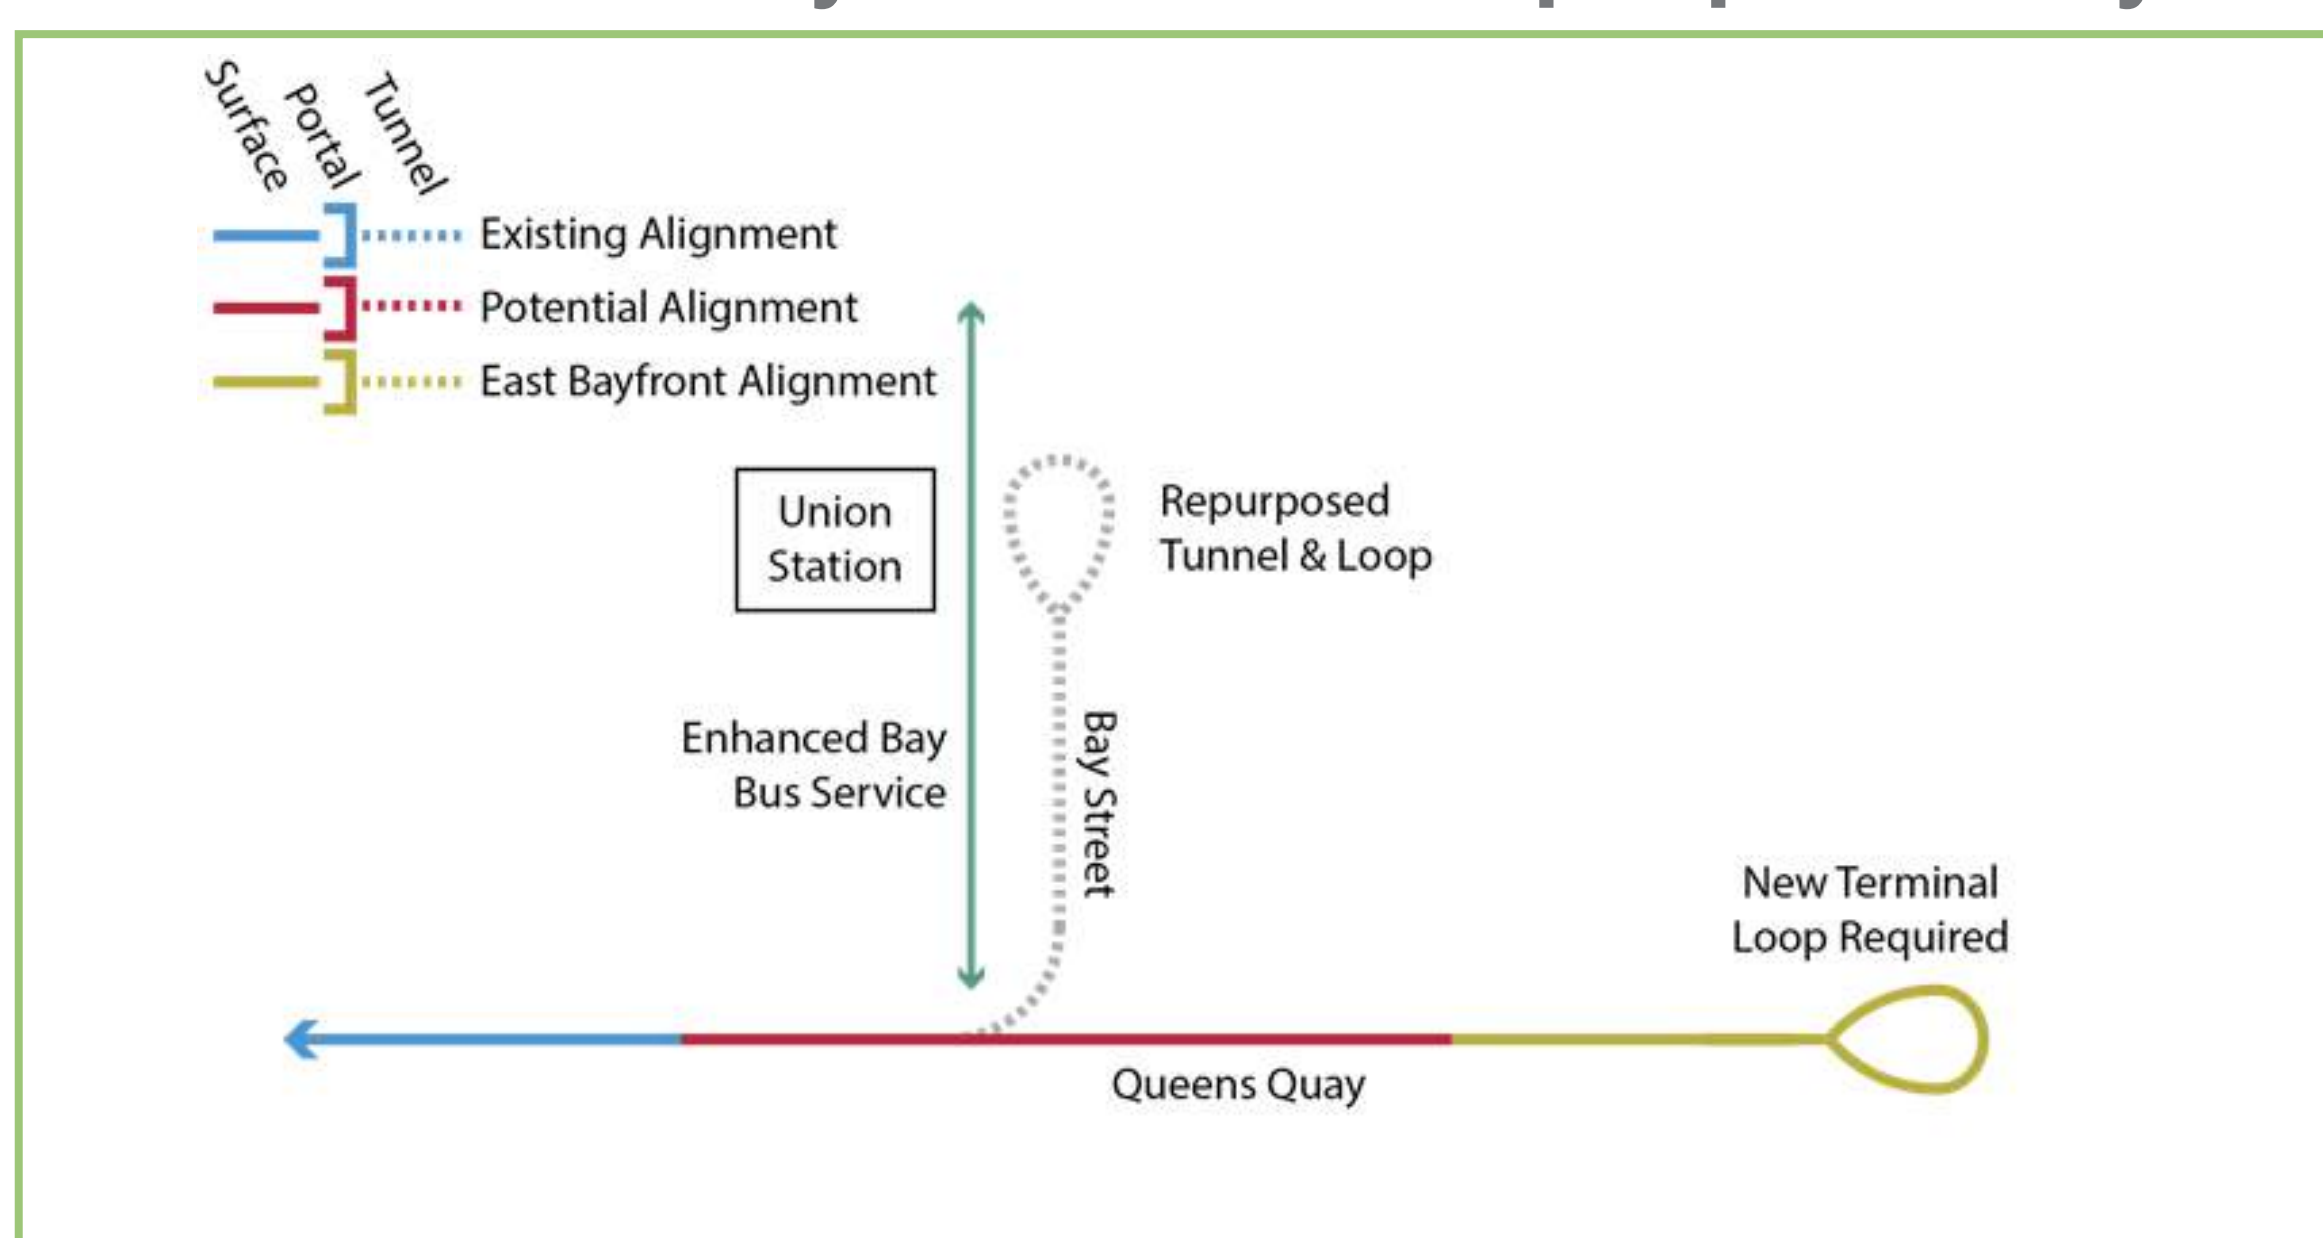 Surface
Portal
Tunnel
Existing Alignment
Potential Alignment
East Bayfront Alignment
Union
Station
Repurposed
Tunnel & Loop
Enhanced Bay
Bus Service
Bay Street
New Terminal
Loop Required
Queens Quay